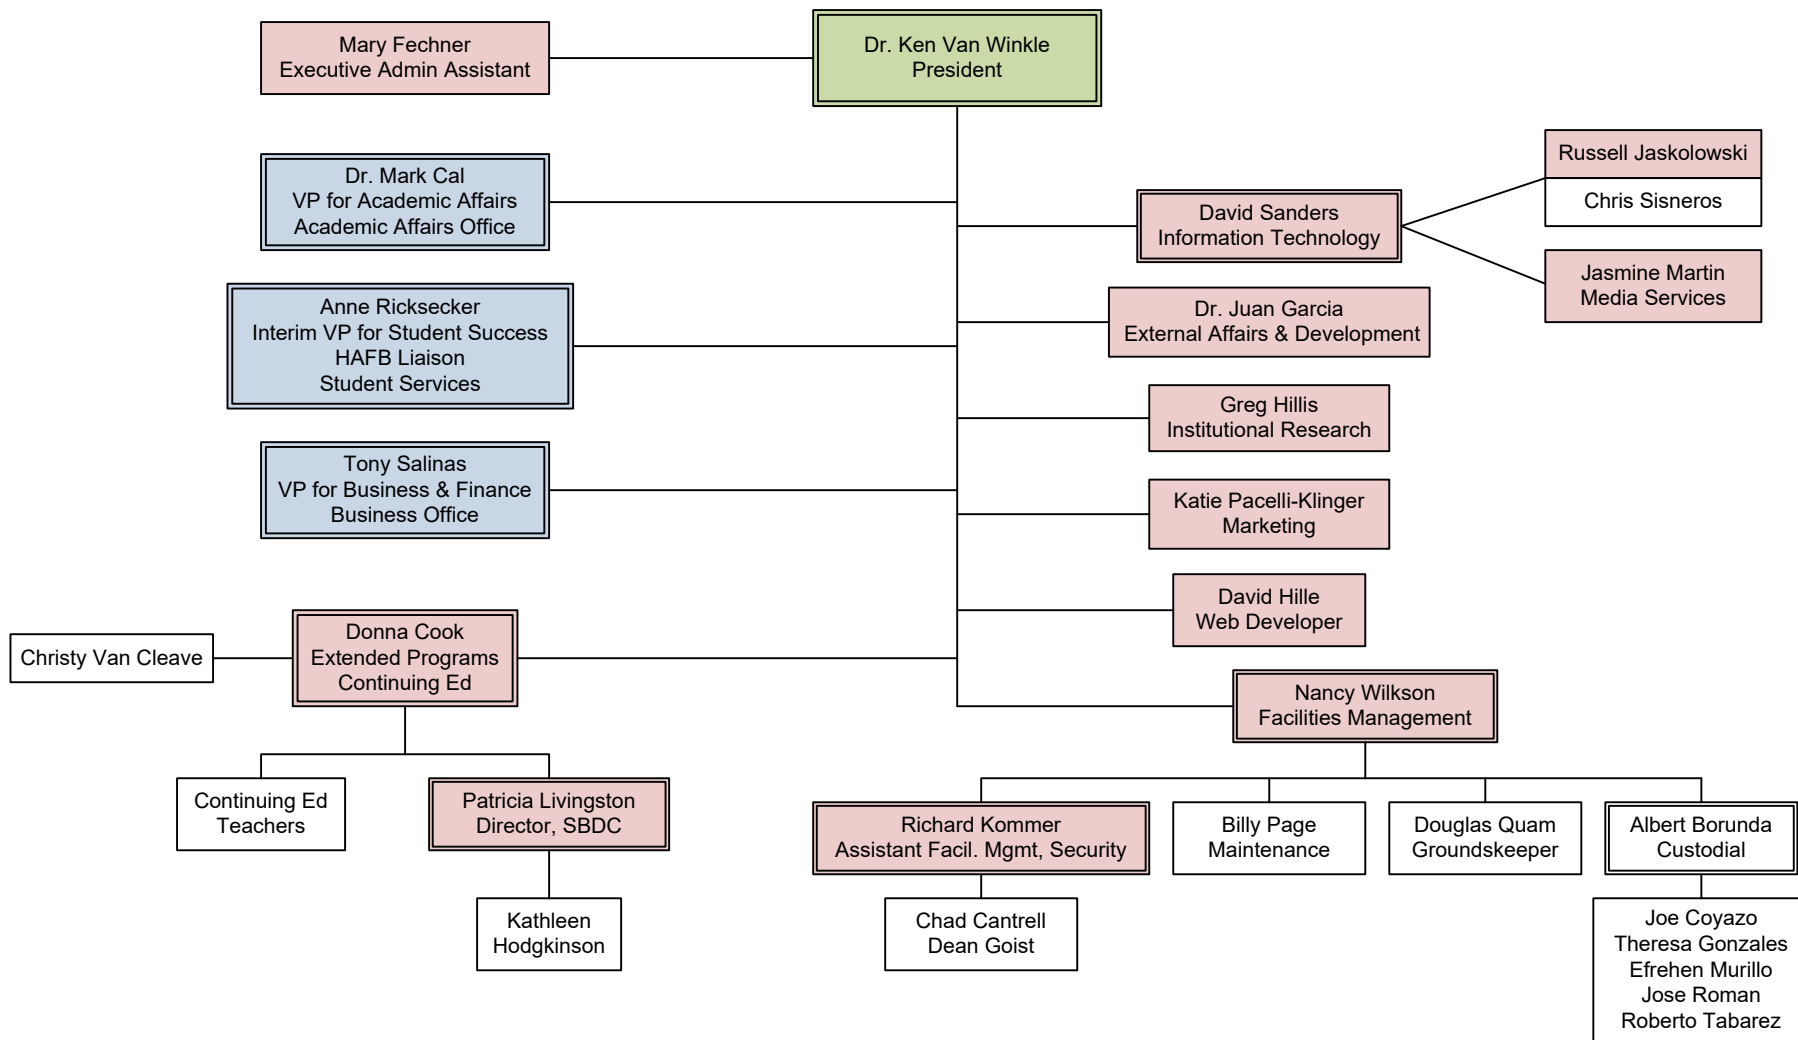 Mary Fechner
Executive Admin Assistant
Dr. Ken Van Winkle
President
Dr. Mark Cal
VP for Academic Affairs
Academic Affairs Office
Russell Jaskolowski
Chris Sisneros
David Sanders
Information Technology
Jasmine Martin
Media Services
Anne Ricksecker
Interim VP for Student Success
HAFB Liaison
Student Services
Dr. Juan Garcia
External Affairs & Development
Greg Hillis
Institutional Research
Tony Salinas
VP for Business & Finance
Business Office
Katie Pacelli-Klinger
Marketing
David Hille
Web Developer
Christy Van Cleave
Donna Cook
Extended Programs
Continuing Ed
Nancy Wilkson
Facilities Management
Continuing Ed
Teachers
Patricia Livingston
Director, SBDC
Richard Kommer
Assistant Facil. Mgmt, Security
Billy Page
Maintenance
Douglas Quam
Groundskeeper
Albert Borunda
Custodial
Kathleen
Hodgkinson
Chad Cantrell
Dean Goist
Joe Coyazo
Theresa Gonzales
Efrehen Murillo
Jose Roman
Roberto Tabarez